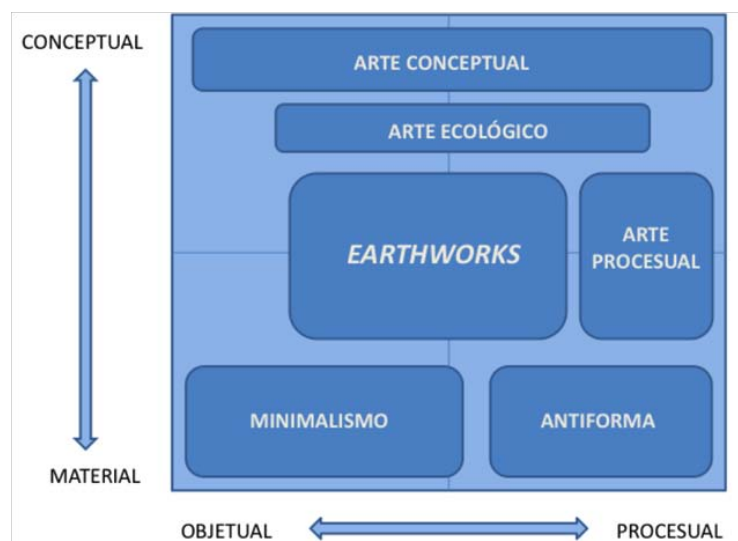 CONCEPTUAL
ARTE CONCEPTUAL
ARTE ECOLÓGICO
EARTHWORKS
ARTE
PROCESUAL
MINIMALISMO
ANTIFORMA
MATERIAL
OBJETUAL
PROCESUAL